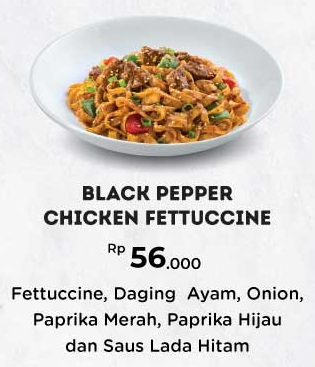 BLACK PEPPER
CHICKEN FETTUCCINE
Rp 56.000
Fettuccine, Daging Ayam, Onion,
Paprika Merah, Paprika Hijau
dan Saus Lada Hitam